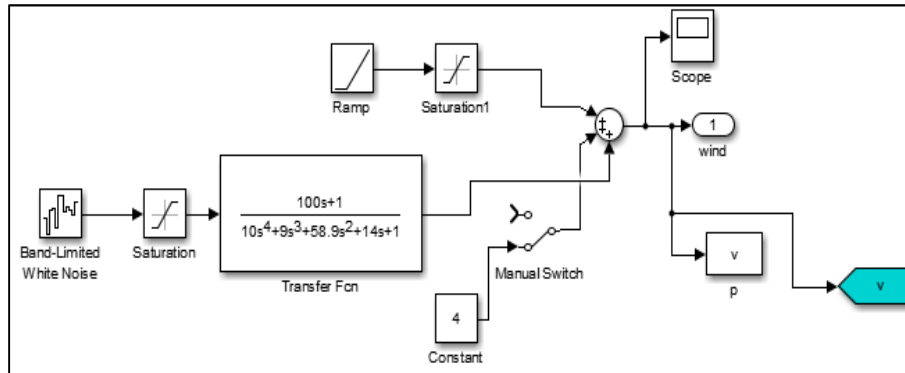 Scope
Ramp
Saturation1
1
wind
100s+1
10s⁴+9s³+58.9s²+14s+1
Band-Limited
White Noise
Saturation
Transfer Fcn
Manual Switch
v
p
v
4
Constant